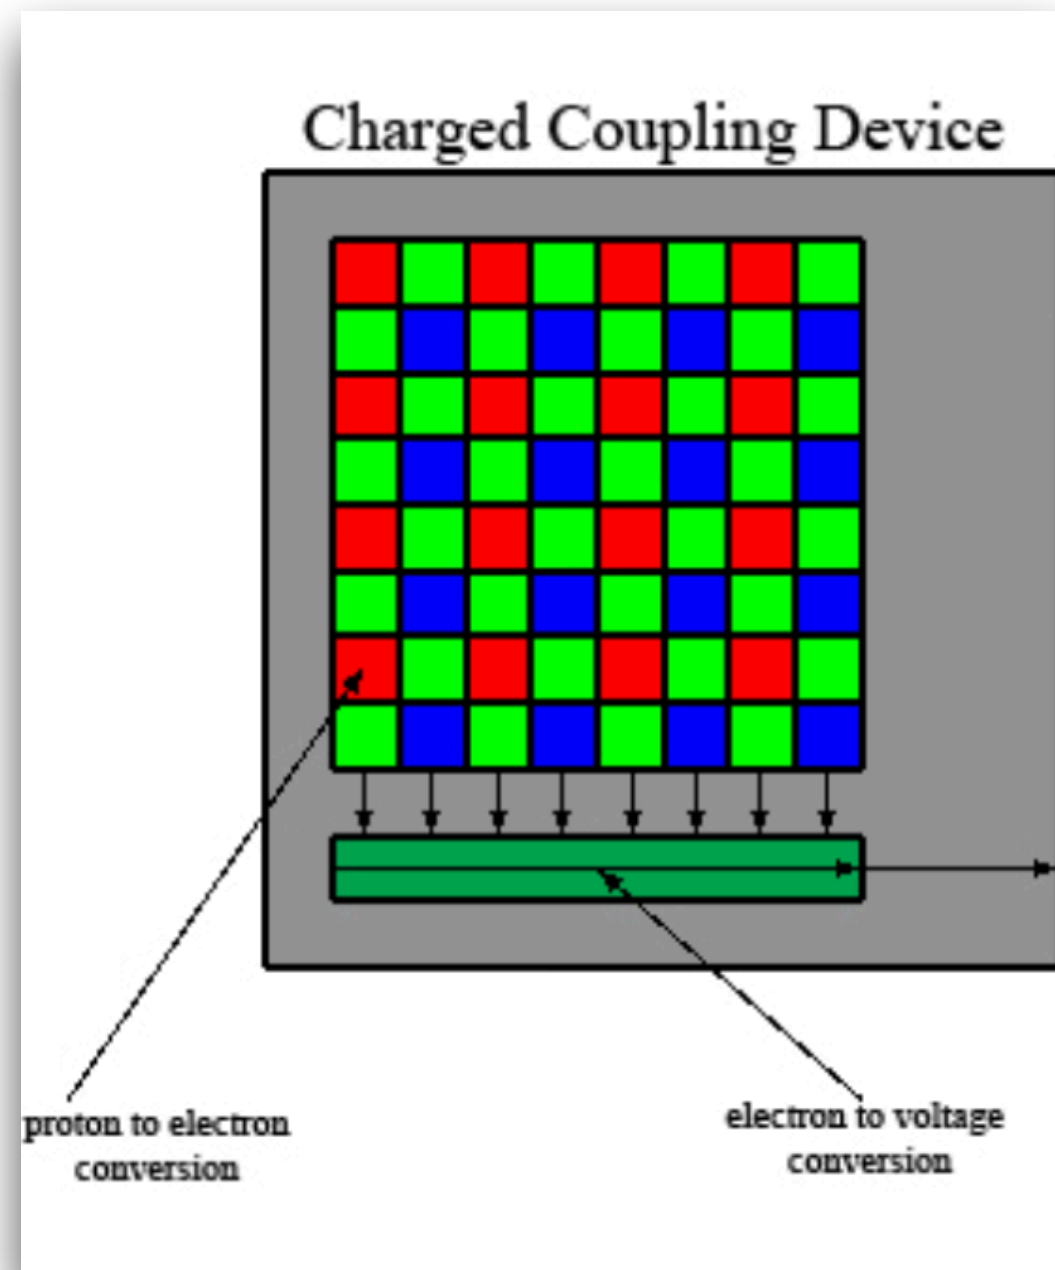 Charged Coupling Device
proton to electron
conversion
electron to voltage
conversion